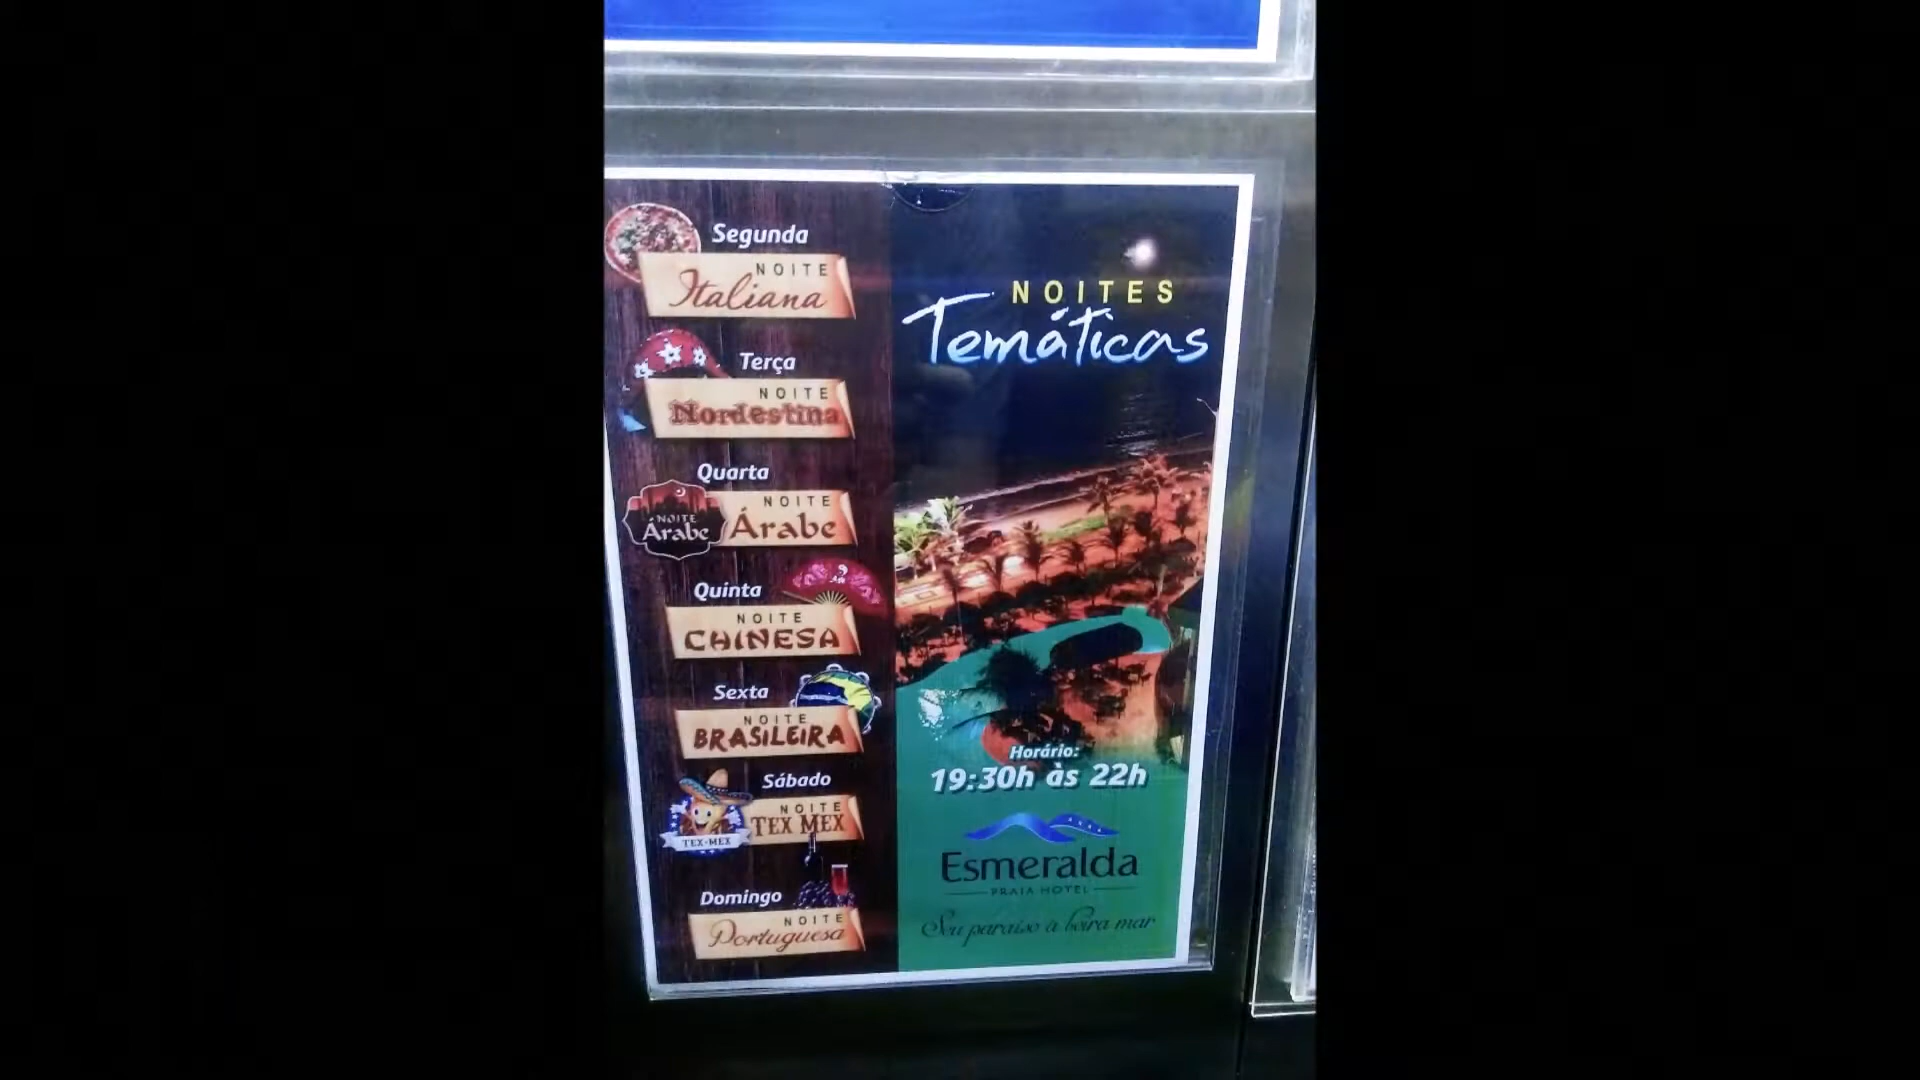 Segunda
NOITE
Italiana
Terça
NOITE
Nordestina
Quarta
NOITE
Árabe
NOITE
Árabe
Quinta
NOITE
CHINESA
Sexta
NOITE
BRASILEIRA
Sábado
NOITE
TEX MEX
TEX-MEX
Domingo
NOITE
Portuguesa
NOITES
Temáticas
Horário:
19:30h às 22h
Esmeralda
PRAIA HOTEL
Seu paraíso à beira mar